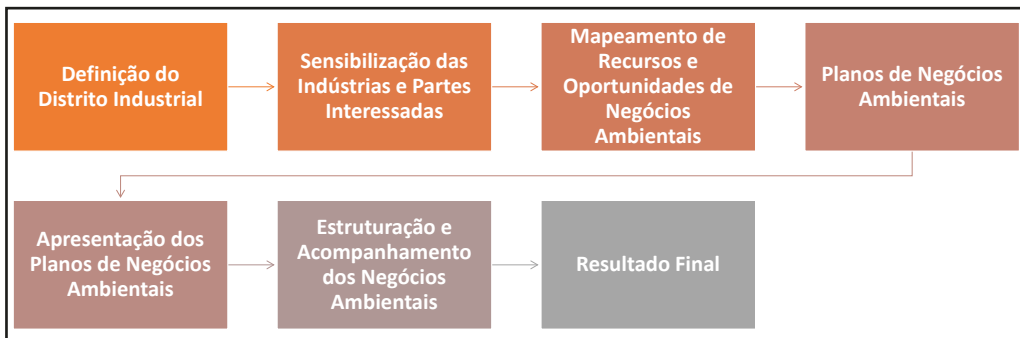 Definição do
Distrito Industrial
Sensibilização das
Indústrias e Partes
Interessadas
Mapeamento de
Recursos e
Oportunidades de
Negócios
Ambientais
Planos de Negócios
Ambientais
Apresentação dos
Planos de Negócios
Ambientais
Estruturação e
Acompanhamento
dos Negócios
Ambientais
Resultado Final